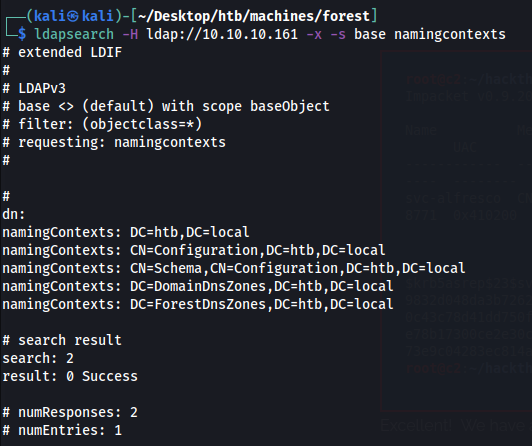 (kali㉿kali)-[~/Desktop/htb/machines/forest]
$ ldapsearch -H ldap://10.10.10.161 -x -s base namingcontexts
# extended LDIF
#
# LDAPv3
# base <> (default) with scope baseObject
# filter: (objectclass=*)
# requesting: namingcontexts
#
#
dn:
namingContexts: DC=htb,DC=local
namingContexts: CN=Configuration,DC=htb,DC=local
namingContexts: CN=Schema,CN=Configuration,DC=htb,DC=local
namingContexts: DC=DomainDnsZones,DC=htb,DC=local
namingContexts: DC=ForestDnsZones,DC=htb,DC=local
# search result
search: 2
result: 0 Success
# numResponses: 2
# numEntries: 1